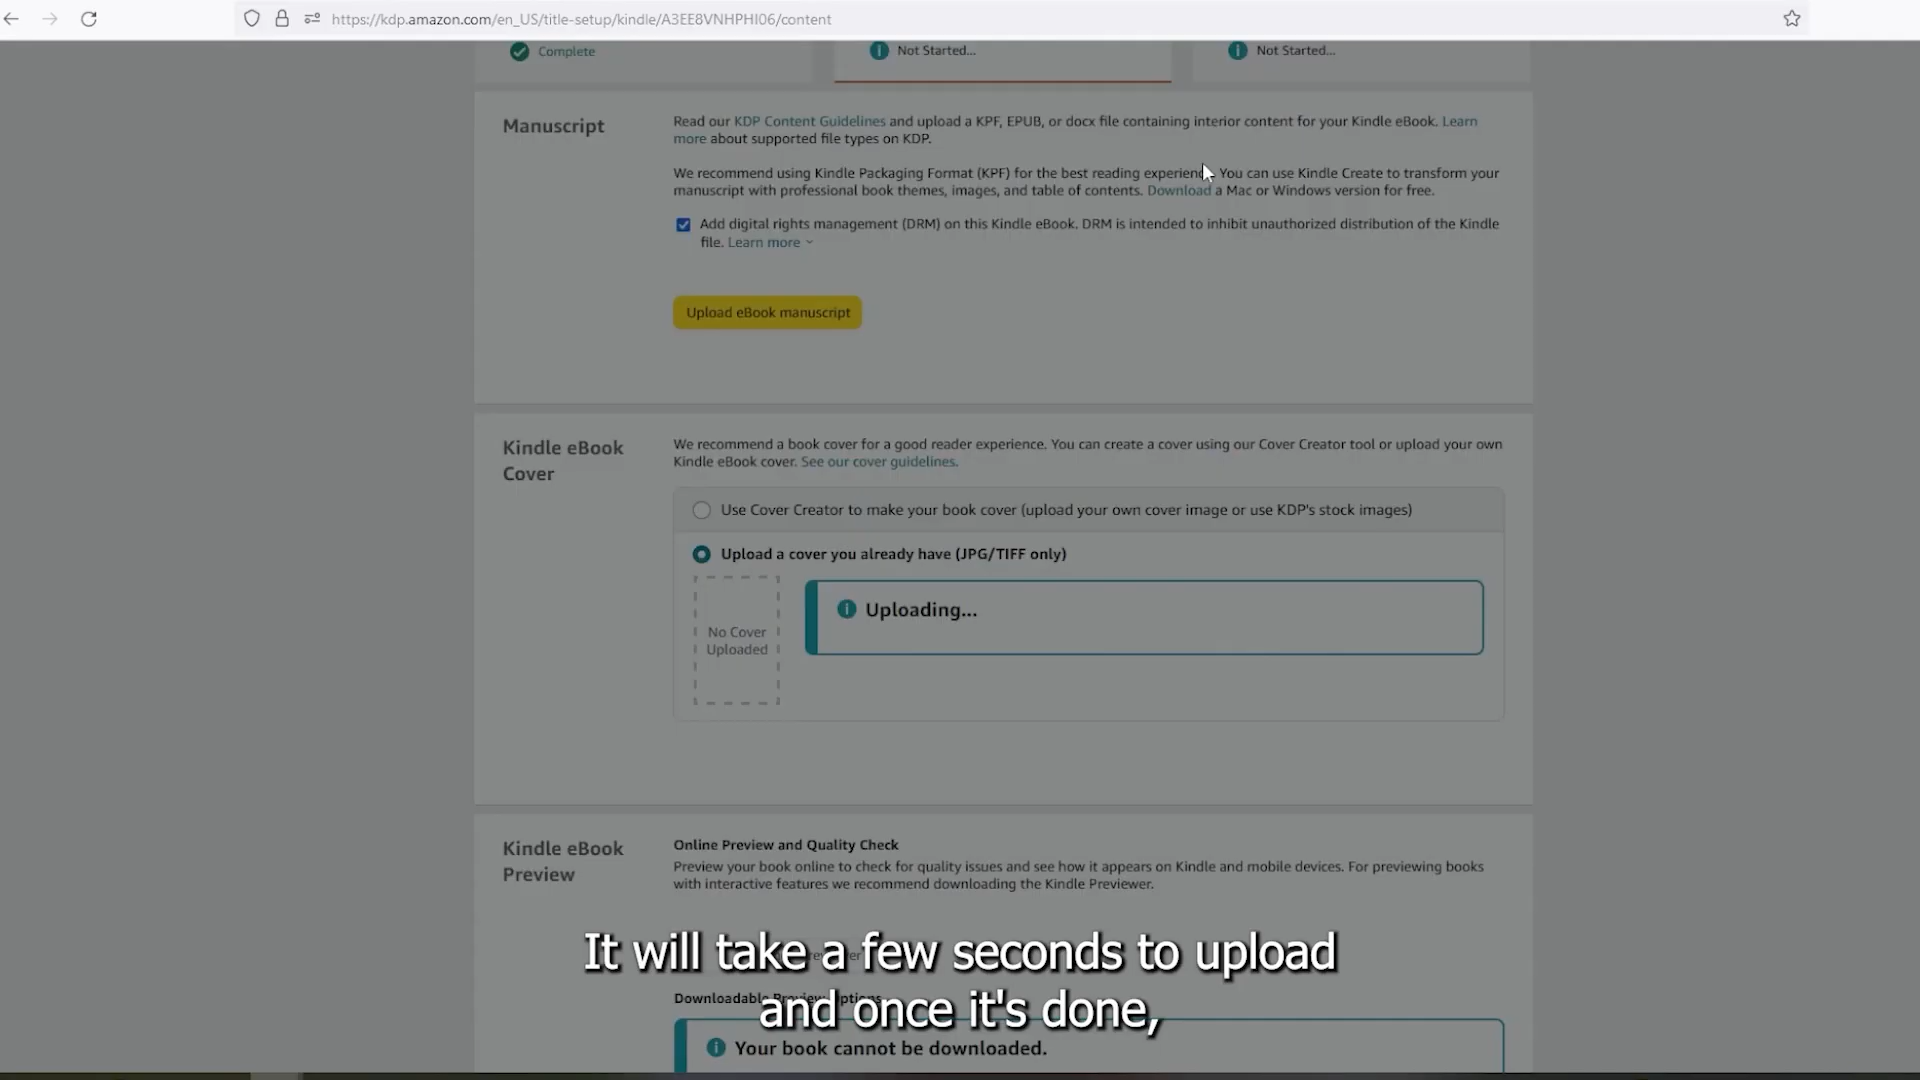 https://kdp.amazon.com/en_US/title-setup/kindle/A3EE8VNHPHI06/content
Complete
Not Started...
Not Started...
Manuscript
Read our KDP Content Guidelines and upload a KPF, EPUB, or docx file containing interior content for your Kindle eBook. Learn
more about supported file types on KDP.
We recommend using Kindle Packaging Format (KPF) for the best reading experience. You can use Kindle Create to transform your
manuscript with professional book themes, images, and table of contents. Download a Mac or Windows version for free.
Add digital rights management (DRM) on this Kindle eBook. DRM is intended to inhibit unauthorized distribution of the Kindle
file. Learn more
Upload eBook manuscript
Kindle eBook
Cover
We recommend a book cover for a good reader experience. You can create a cover using our Cover Creator tool or upload your own
Kindle eBook cover. See our cover guidelines.
Use Cover Creator to make your book cover (upload your own cover image or use KDP's stock images)
Upload a cover you already have (JPG/TIFF only)
No Cover
Uploaded
Uploading...
Kindle eBook
Preview
Online Preview and Quality Check
Preview your book online to check for quality issues and see how it appears on Kindle and mobile devices. For previewing books
with interactive features we recommend downloading the Kindle Previewer.
It will take a few seconds to upload
Downloadable Preview Options
and once it's done,
Your book cannot be downloaded.